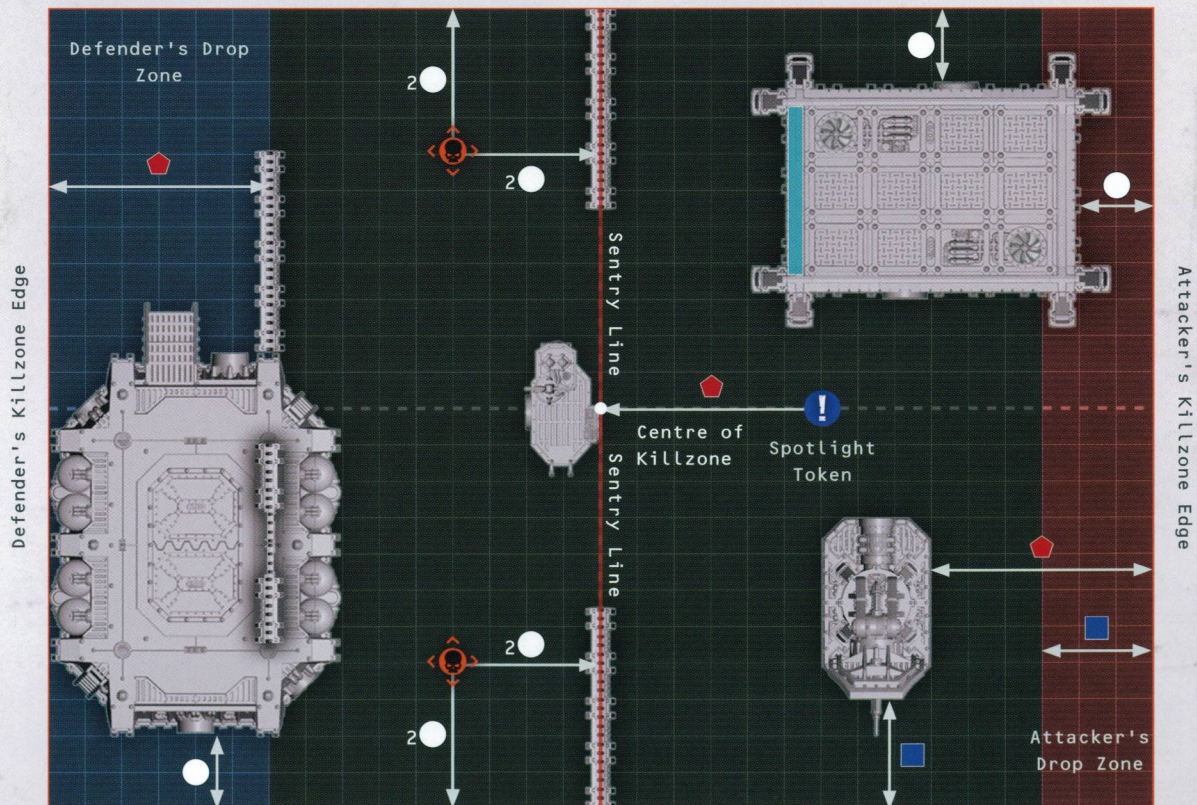 Defender's Drop
Zone
2
2
Defender's Killzone Edge
Sentry Line
Attacker's Killzone Edge
!
Centre of
Killzone
Spotlight
Token
Sentry Line
2
2
Attacker's
Drop Zone